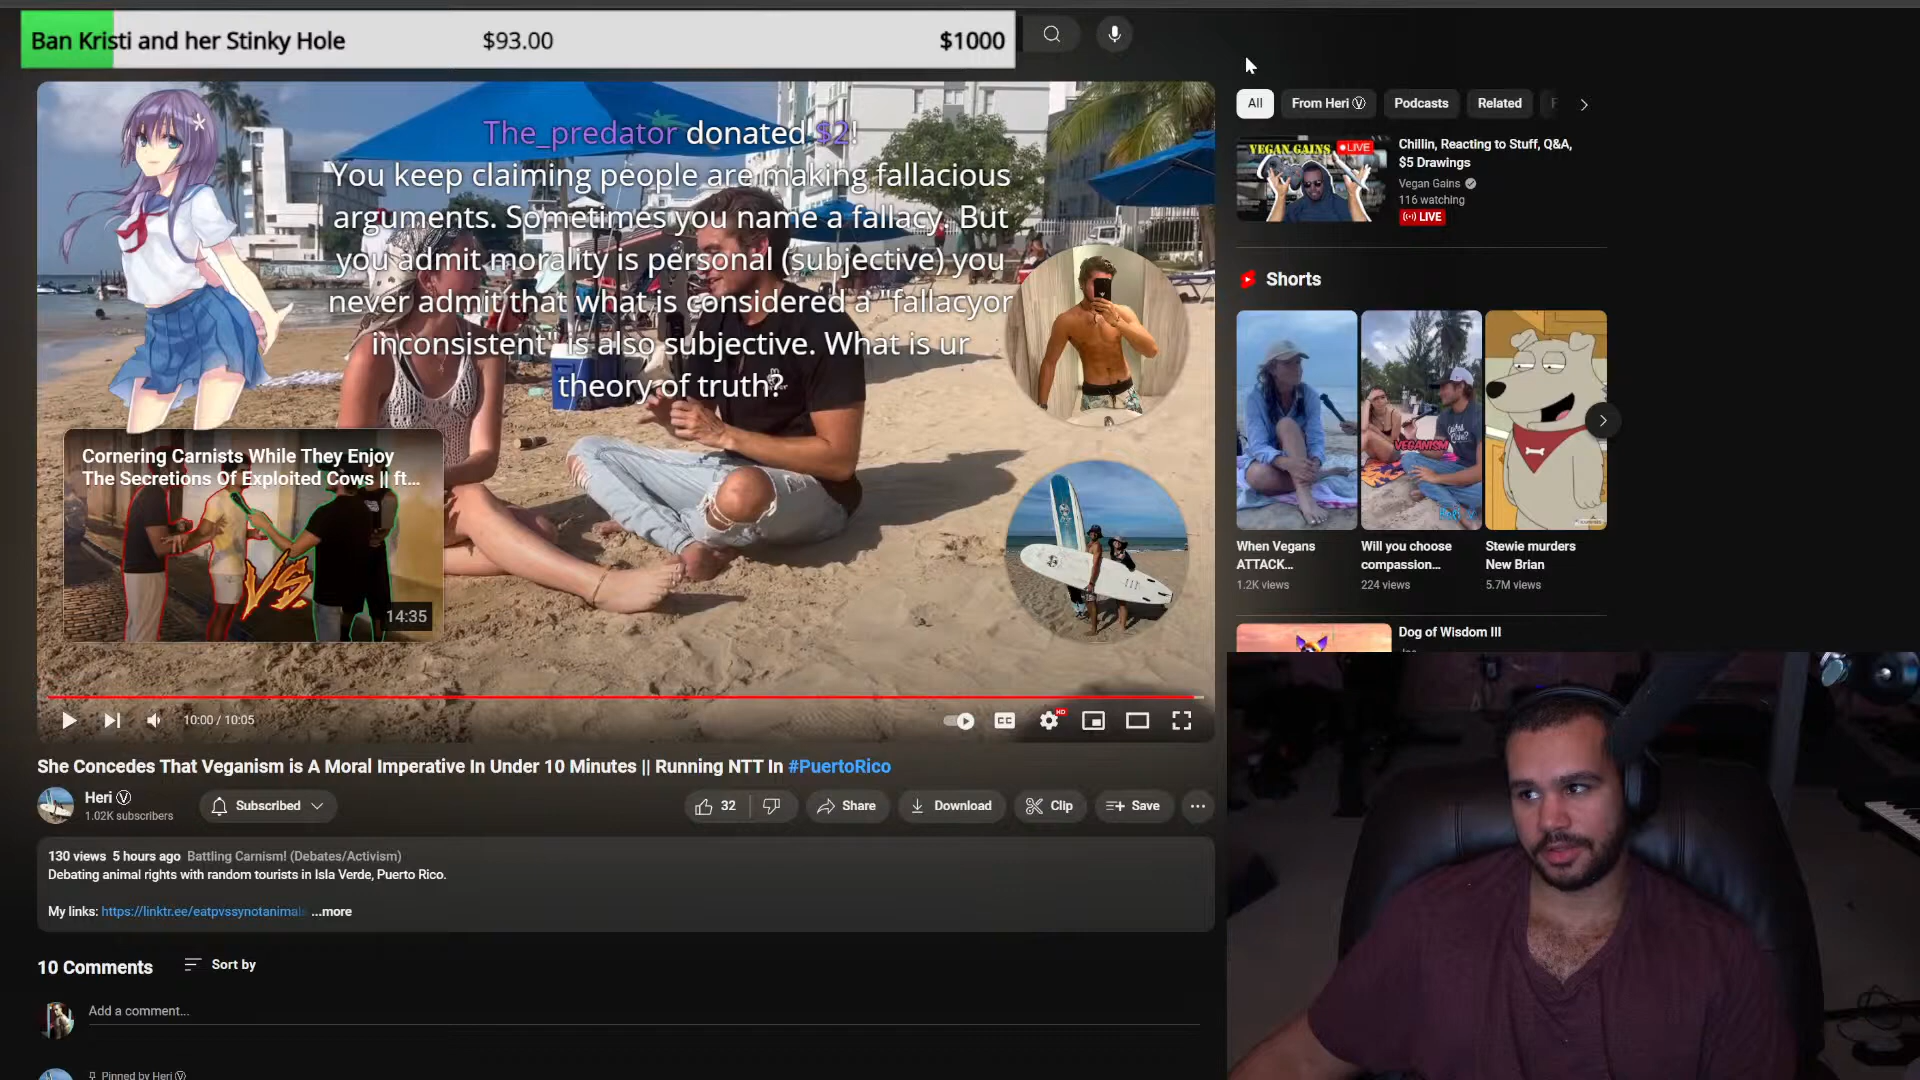 Ban Kristi and her Stinky Hole $93.00 $1000
The_predator donated $2!
You keep claiming people are making fallacious
arguments. Sometimes you name a fallacy. But
you admit morality is personal (subjective) you
never admit that what is considered a "fallacyor
inconsistent" is also subjective. What is ur
theory of truth?
Cornering Carnists While They Enjoy
The Secretions Of Exploited Cows || ft...
VS
14:35
10:00 / 10:05
CC
HD
She Concedes That Veganism is A Moral Imperative In Under 10 Minutes || Running NTT In #PuertoRico
Heri Ⓥ
1.02K subscribers
Subscribed
32
Share
Download
Clip
Save
130 views 5 hours ago Battling Carnism! (Debates/Activism)
Debating animal rights with random tourists in Isla Verde, Puerto Rico.
My links: https://linktr.ee/eatpvssynotanimals ...more
10 Comments
Sort by
Add a comment...
Pinned by Heri Ⓥ
All
From Heri Ⓥ
Podcasts
Related
VEGAN GAINS
LIVE
Chillin, Reacting to Stuff, Q&A,
$5 Drawings
Vegan Gains
116 watching
LIVE
Shorts
VEGANISM
When Vegans
ATTACK...
1.2K views
Will you choose
compassion...
224 views
Stewie murders
New Brian
5.7M views
Dog of Wisdom III